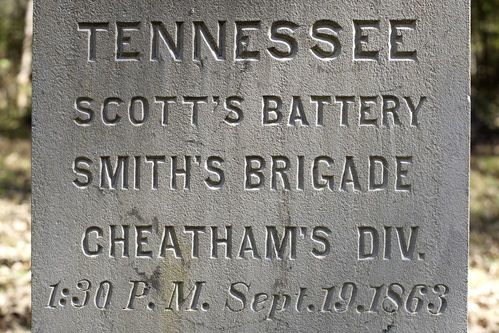 TENNESSEE
SCOTT'S BATTERY
SMITH'S BRIGADE
CHEATHAM'S DIV.
1:30 P. M. Sept. 19. 1863